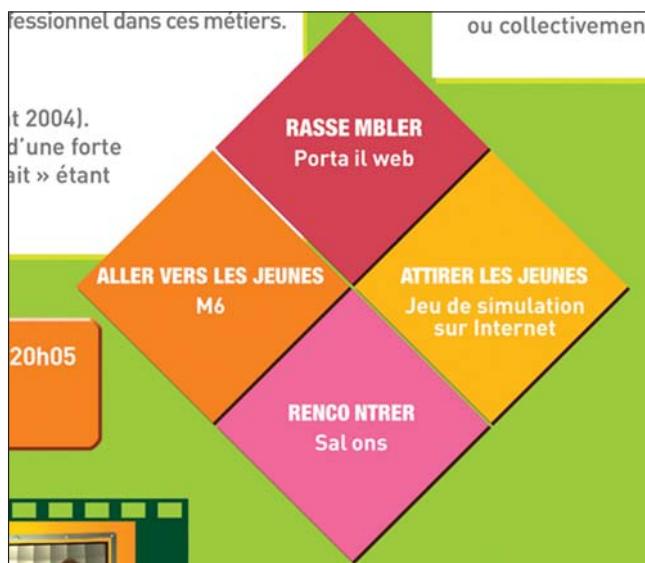 fessionnel dans ces métiers.
ou collectivemen
t 2004).
d'une forte
ait » étant
RASSE MBLER
Porta il web
ALLER VERS LES JEUNES
M6
ATTIRER LES JEUNES
Jeu de simulation
sur Internet
20h05
RENCO NTRER
Sal ons